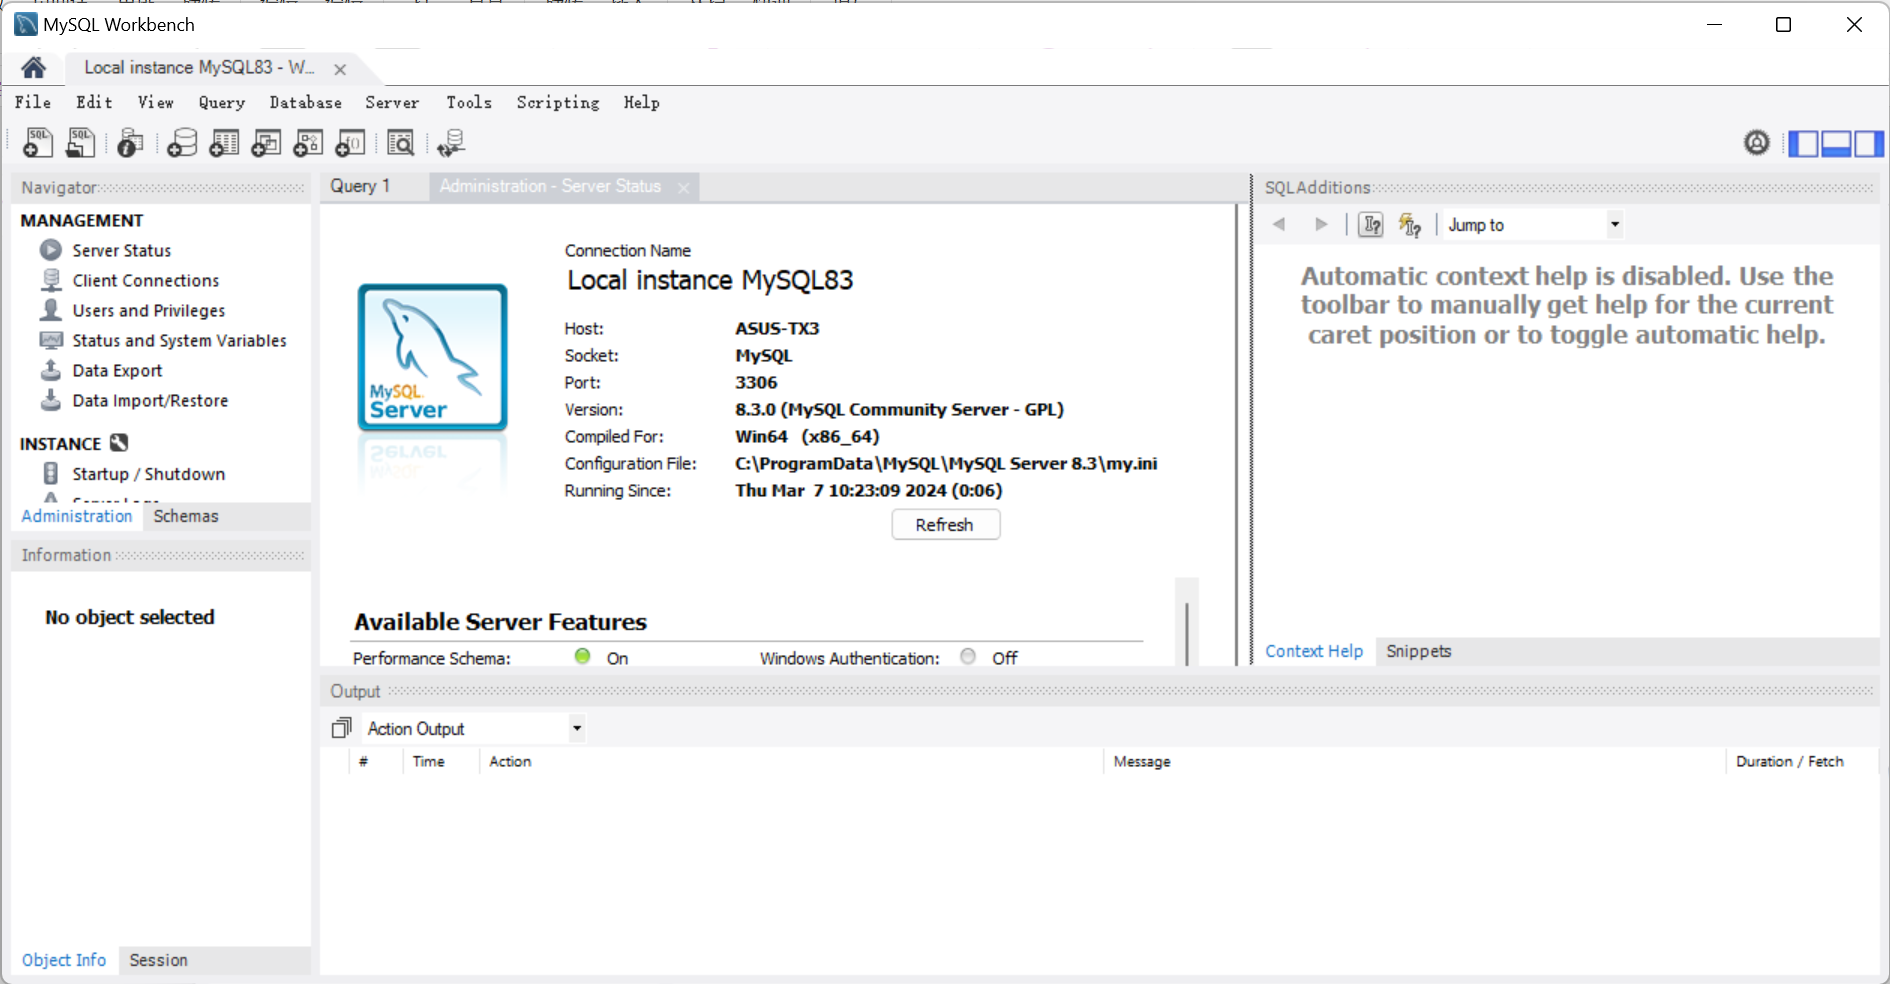 MySQL Workbench
Local instance MySQL83 - W...
File Edit View Query Database Server Tools Scripting Help
Navigator
MANAGEMENT
Server Status
Client Connections
Users and Privileges
Status and System Variables
Data Export
Data Import/Restore
INSTANCE
Startup / Shutdown
Administration Schemas
Information
No object selected
Object Info Session
Query 1 Administration - Server Status
Connection Name
Local instance MySQL83
MySQL
Server
Host: ASUS-TX3
Socket: MySQL
Port: 3306
Version: 8.3.0 (MySQL Community Server - GPL)
Compiled For: Win64 (x86_64)
Configuration File: C:\ProgramData\MySQL\MySQL Server 8.3\my.ini
Running Since: Thu Mar 7 10:23:09 2024 (0:06)
Refresh
Available Server Features
Performance Schema: On Windows Authentication: Off
SQLAdditions
Jump to
Automatic context help is disabled. Use the
toolbar to manually get help for the current
caret position or to toggle automatic help.
Context Help Snippets
Output
Action Output
# Time Action Message Duration / Fetch